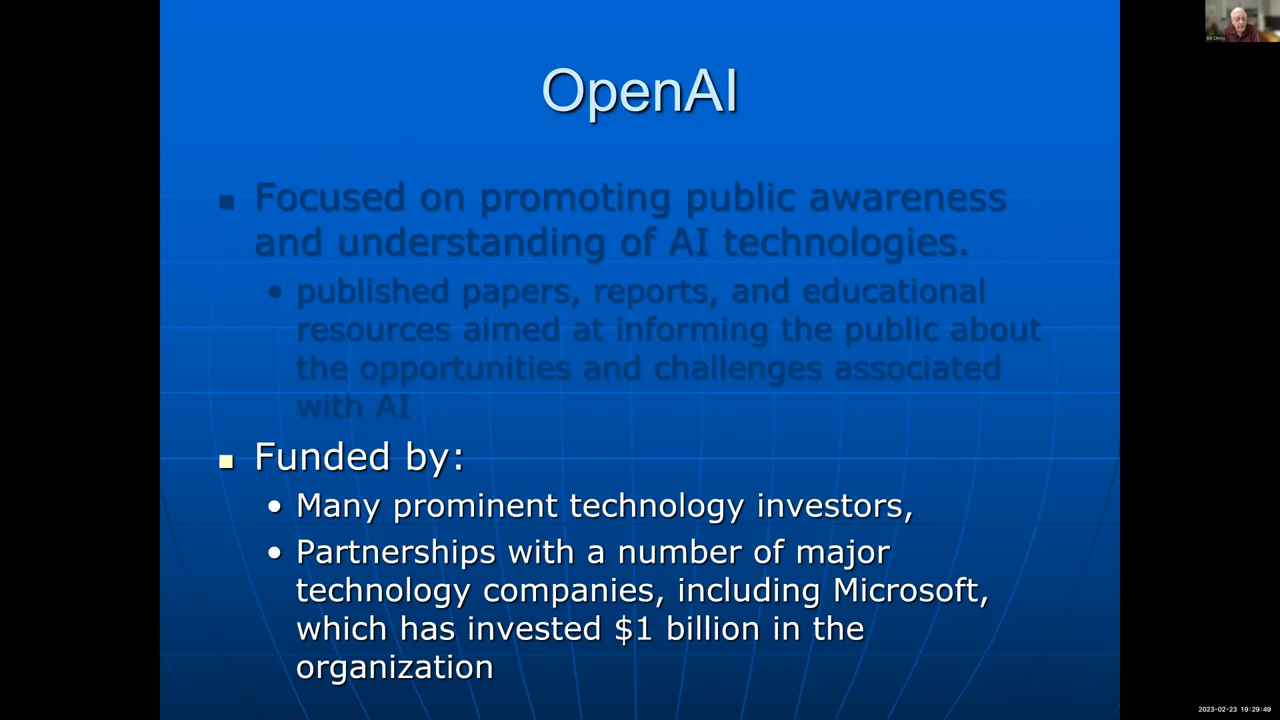 OpenAI
Focused on promoting public awareness
and understanding of AI technologies.
published papers, reports, and educational
resources aimed at informing the public about
the opportunities and challenges associated
with AI
Funded by:
Many prominent technology investors,
Partnerships with a number of major
technology companies, including Microsoft,
which has invested $1 billion in the
organization
2023-02-23 19:29:49